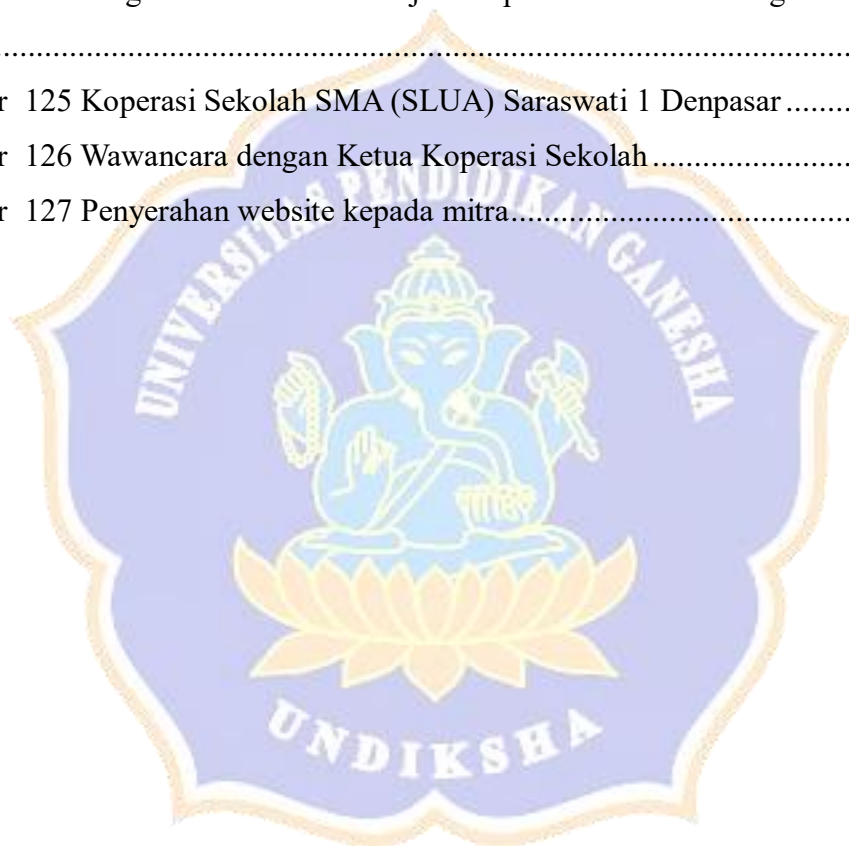 ................................................................................................
r 125 Koperasi Sekolah SMA (SLUA) Saraswati 1 Denpasar........
r 126 Wawancara dengan Ketua Koperasi Sekolah......................
r 127 Penyerahan website kepada mitra.....................................
UNIVERSITAS PENDIDIKAN GANESHA
UNDIKSHA